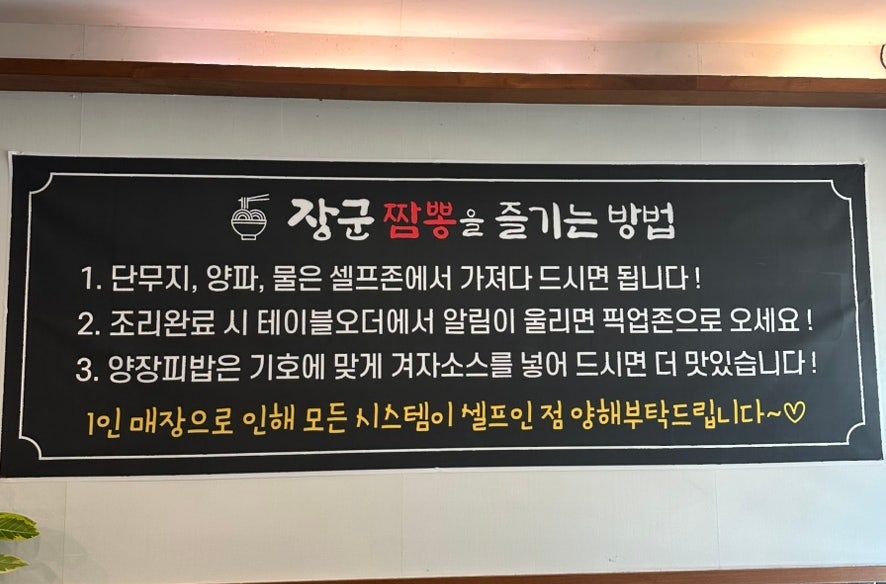 장군 짬뽕을 즐기는 방법
1. 단무지, 양파, 물은 셀프존에서 가져다 드시면 됩니다!
2. 조리완료 시 테이블오더에서 알림이 울리면 픽업존으로 오세요!
3. 양장피밥은 기호에 맞게 겨자소스를 넣어 드시면 더 맛있습니다!
1인 매장으로 인해 모든 시스템이 셀프인 점 양해부탁드립니다~♡